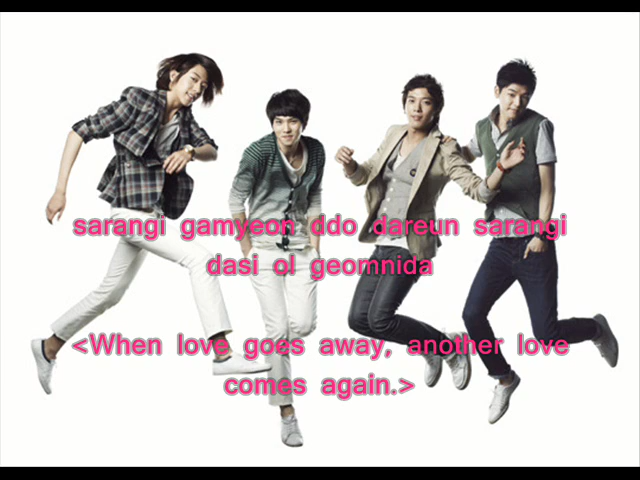 sarangi gamyeon ddo dareun sarangi
dasi ol geomnida
<When love goes away, another love
comes again.>